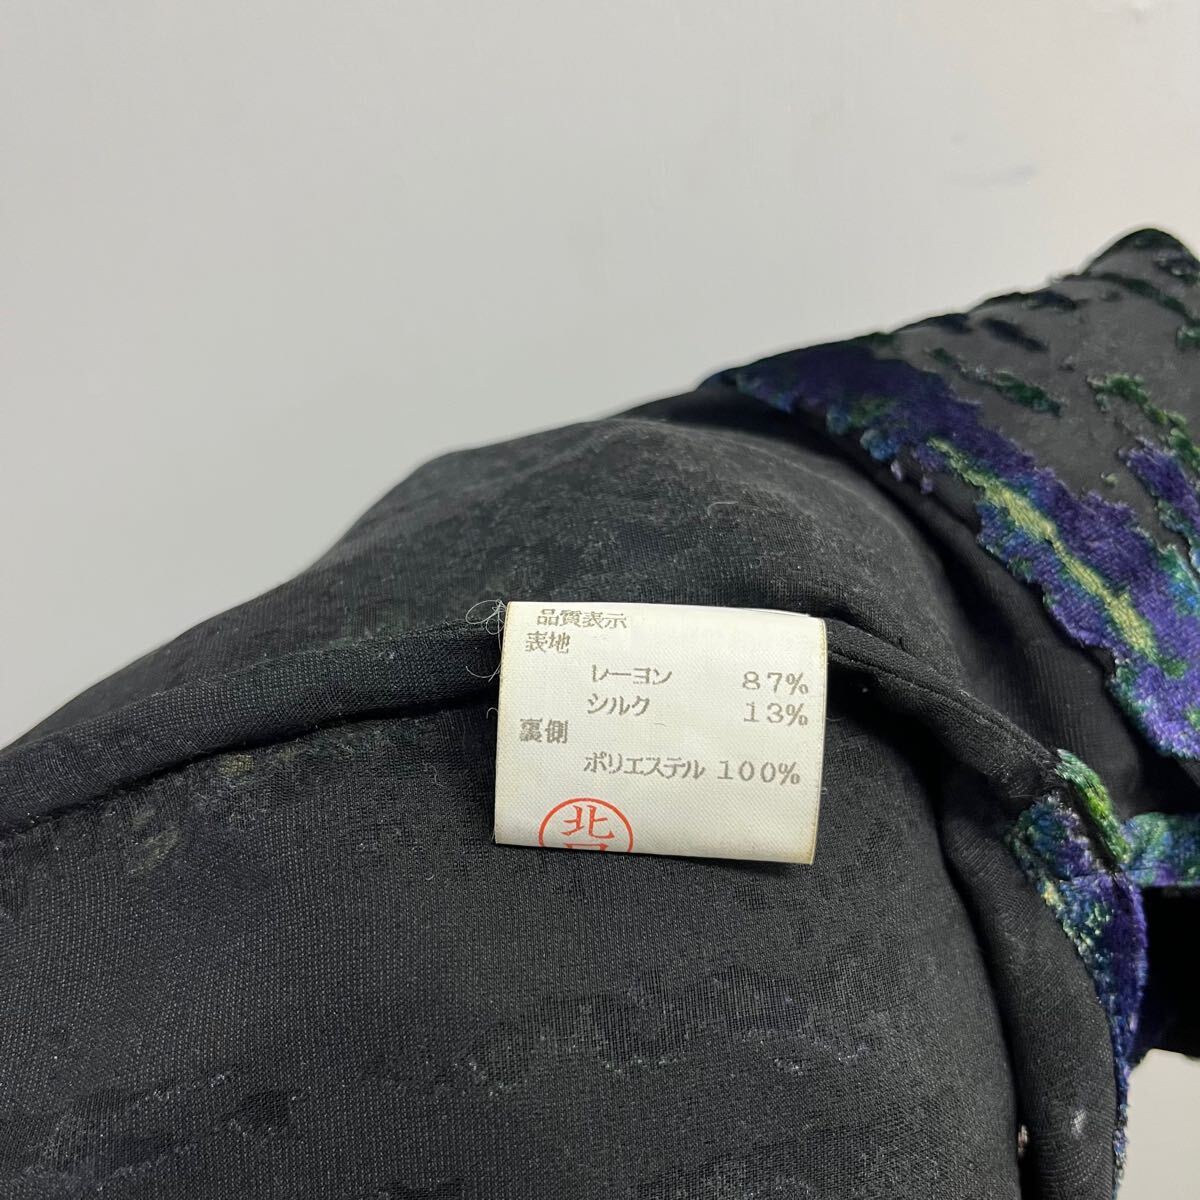 品質表示
表地
レーヨン 87%
シルク 13%
裏側
ポリエステル 100%
北